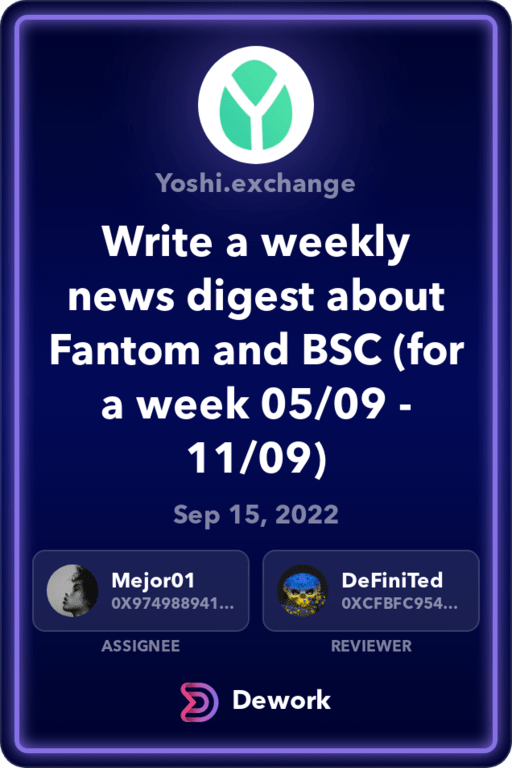 Yoshi.exchange
Write a weekly
news digest about
Fantom and BSC (for
a week 05/09 -
11/09)
Sep 15, 2022
Mejor01
0X974988941...
DeFiniTed
0XCFBFC954...
ASSIGNEE
REVIEWER
Dework